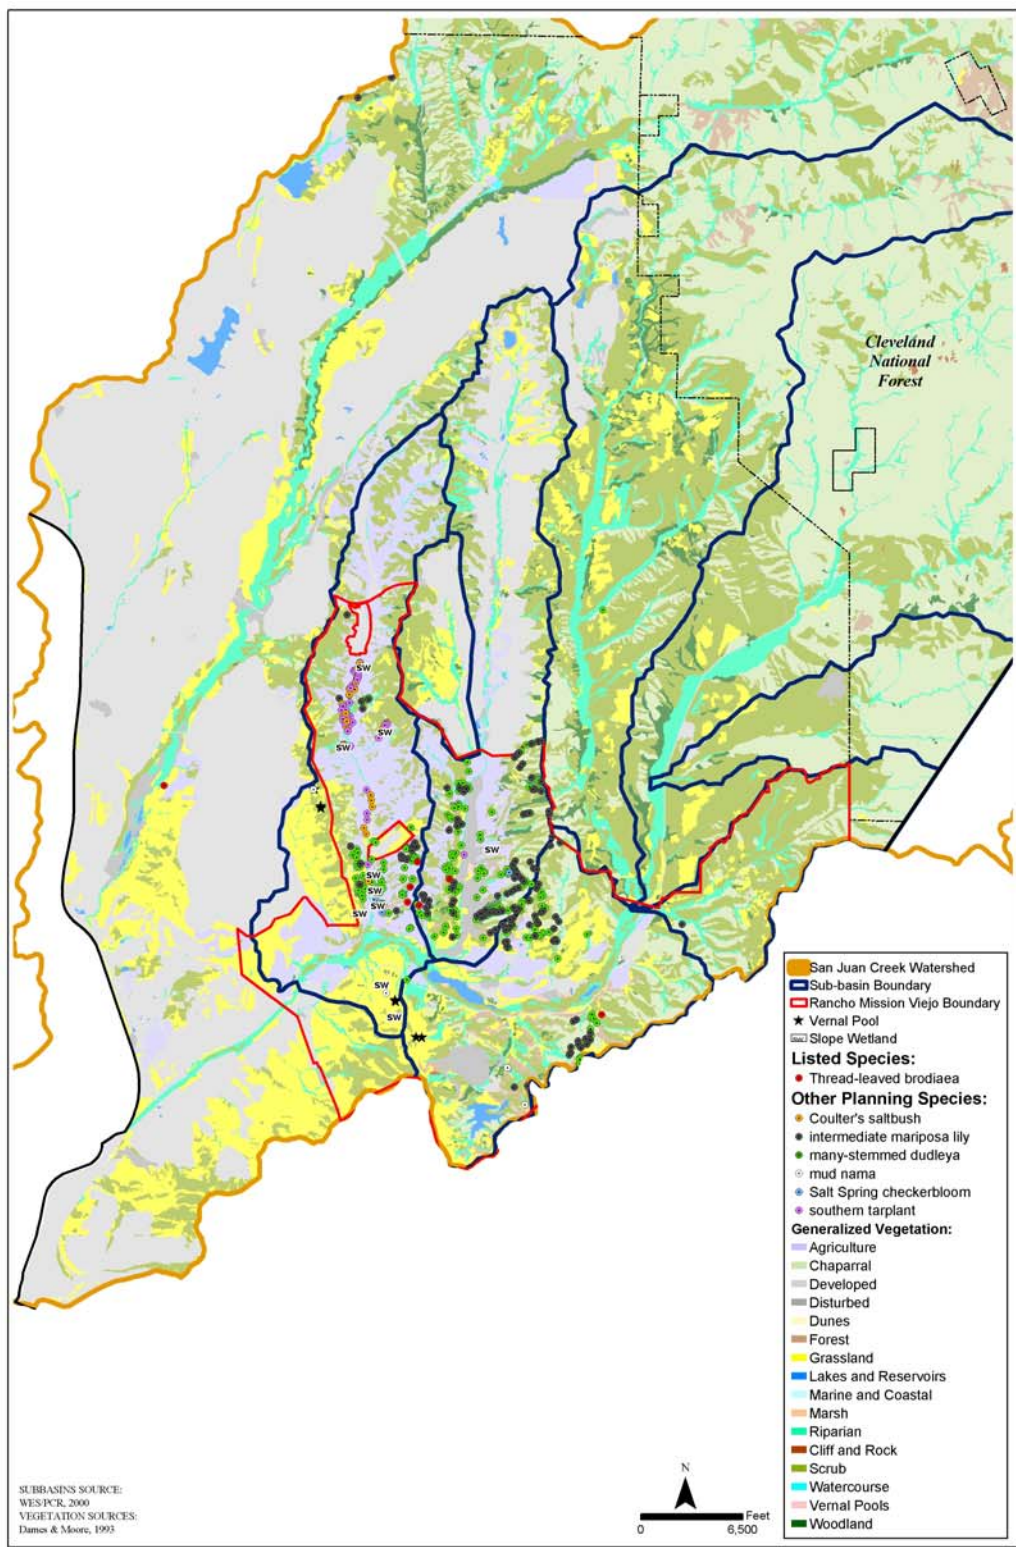 Cleveland
National
Forest
SW
SW
SW
SW
SW
SW
SW
SW
SW
SW
San Juan Creek Watershed
Sub-basin Boundary
Rancho Mission Viejo Boundary
Vernal Pool
Slope Wetland
Listed Species:
Thread-leaved brodiaea
Other Planning Species:
Coulter's saltbush
intermediate mariposa lily
many-stemmed dudleya
mud nama
Salt Spring checkerbloom
southern tarplant
Generalized Vegetation:
Agriculture
Chaparral
Developed
Disturbed
Dunes
Forest
Grassland
Lakes and Reservoirs
Marine and Coastal
Marsh
Riparian
Cliff and Rock
Scrub
Watercourse
Vernal Pools
Woodland
SUBBASINS SOURCE:
WES/PCR, 2000
VEGETATION SOURCES:
Dames & Moore, 1993
N
Feet
0 6,500